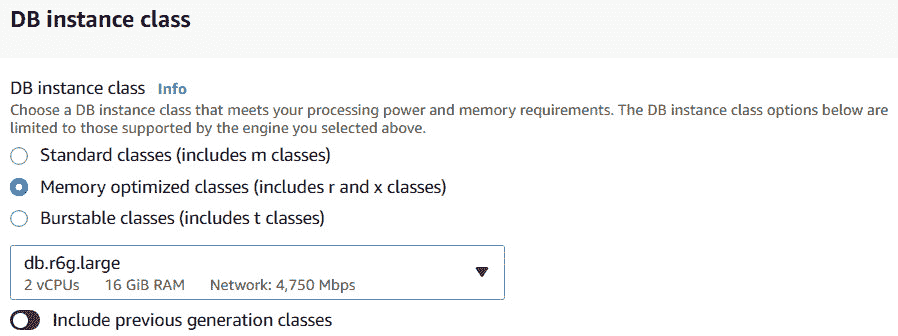 DB instance class
DB instance class Info
Choose a DB instance class that meets your processing power and memory requirements. The DB instance class options below are
limited to those supported by the engine you selected above.
Standard classes (includes m classes)
Memory optimized classes (includes r and x classes)
Burstable classes (includes t classes)
db.r6g.large
2 vCPUs 16 GiB RAM Network: 4,750 Mbps
Include previous generation classes